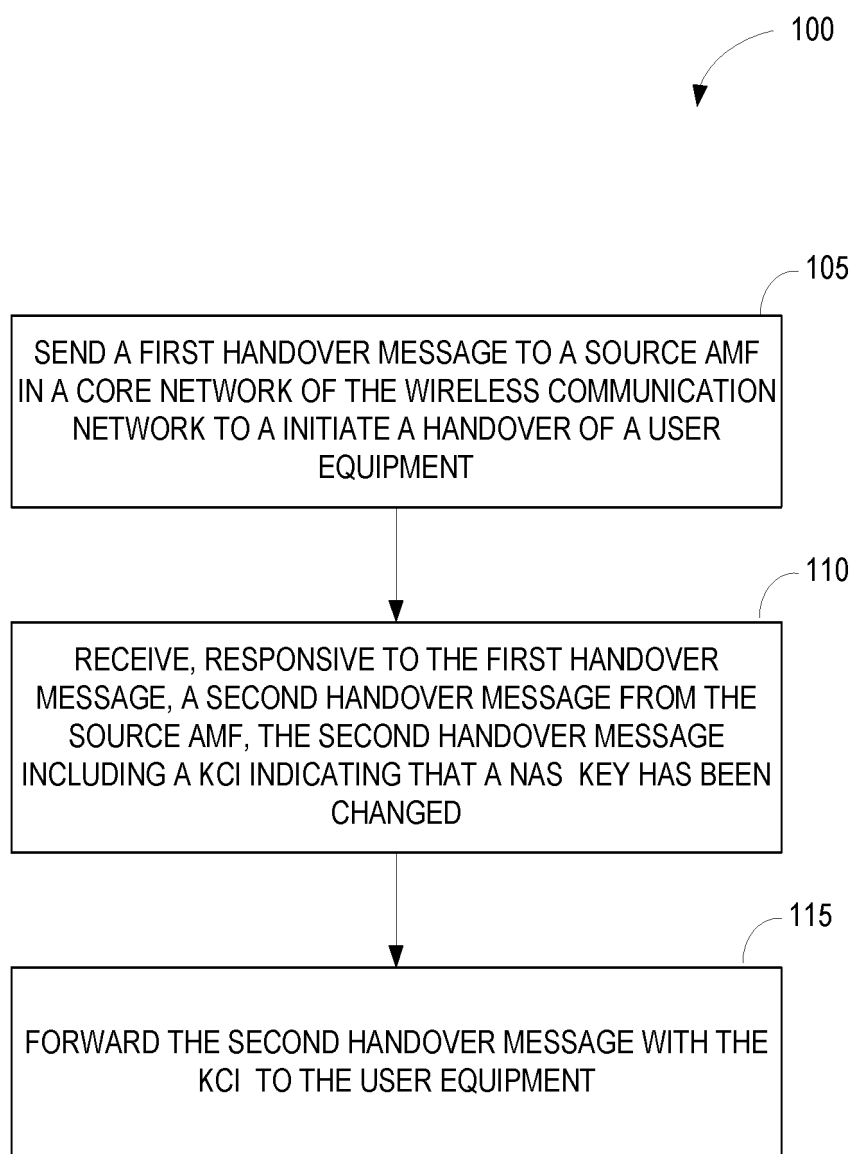 100
105
SEND A FIRST HANDOVER MESSAGE TO A SOURCE AMF
IN A CORE NETWORK OF THE WIRELESS COMMUNICATION
NETWORK TO A INITIATE A HANDOVER OF A USER
EQUIPMENT
110
RECEIVE, RESPONSIVE TO THE FIRST HANDOVER
MESSAGE, A SECOND HANDOVER MESSAGE FROM THE
SOURCE AMF, THE SECOND HANDOVER MESSAGE
INCLUDING A KCI INDICATING THAT A NAS KEY HAS BEEN
CHANGED
115
FORWARD THE SECOND HANDOVER MESSAGE WITH THE
KCI TO THE USER EQUIPMENT